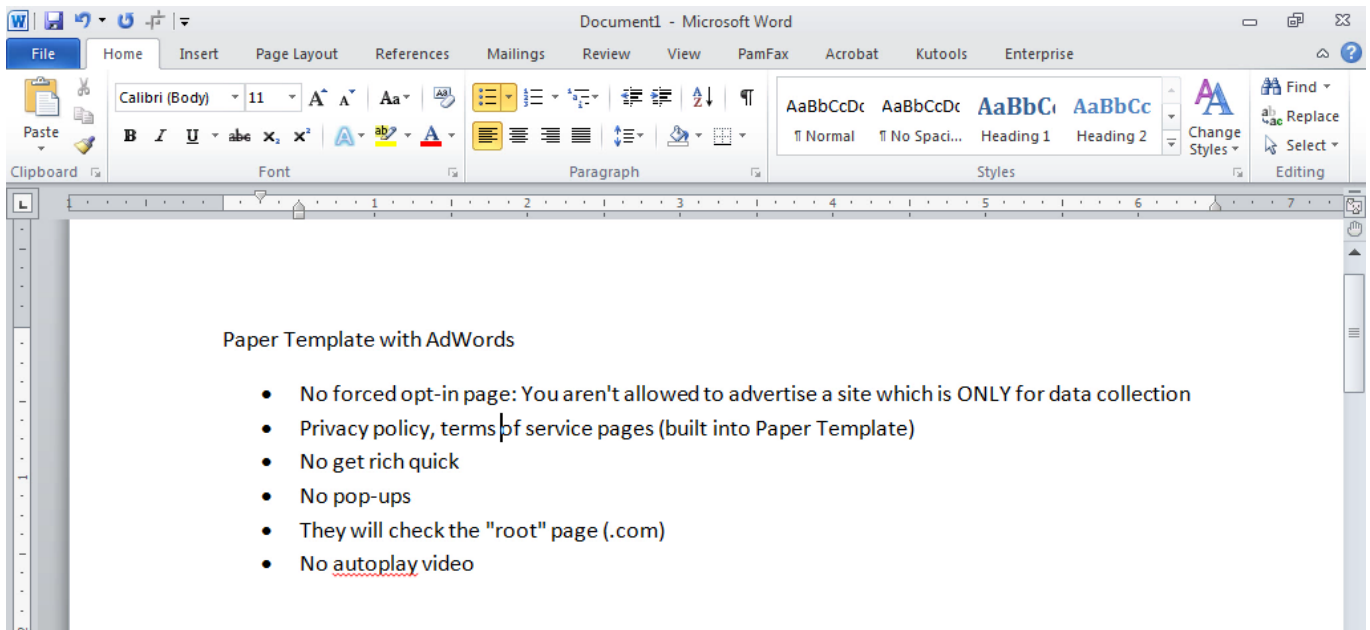 Document1 - Microsoft Word
File Home Insert Page Layout References Mailings Review View PamFax Acrobat Kutools Enterprise
Paste
Calibri (Body) 11 A A Aa
B I U abc x₂ x² A ab A
AaBbCcDc AaBbCcDc AaBbC AaBbCc
¶ Normal ¶ No Spaci... Heading 1 Heading 2
Change
Styles
Find
Replace
Select
Clipboard Font Paragraph Styles Editing
1 1 2 3 4 5 6 7
Paper Template with AdWords
• No forced opt-in page: You aren't allowed to advertise a site which is ONLY for data collection
• Privacy policy, terms of service pages (built into Paper Template)
• No get rich quick
• No pop-ups
• They will check the "root" page (.com)
• No autoplay video
1